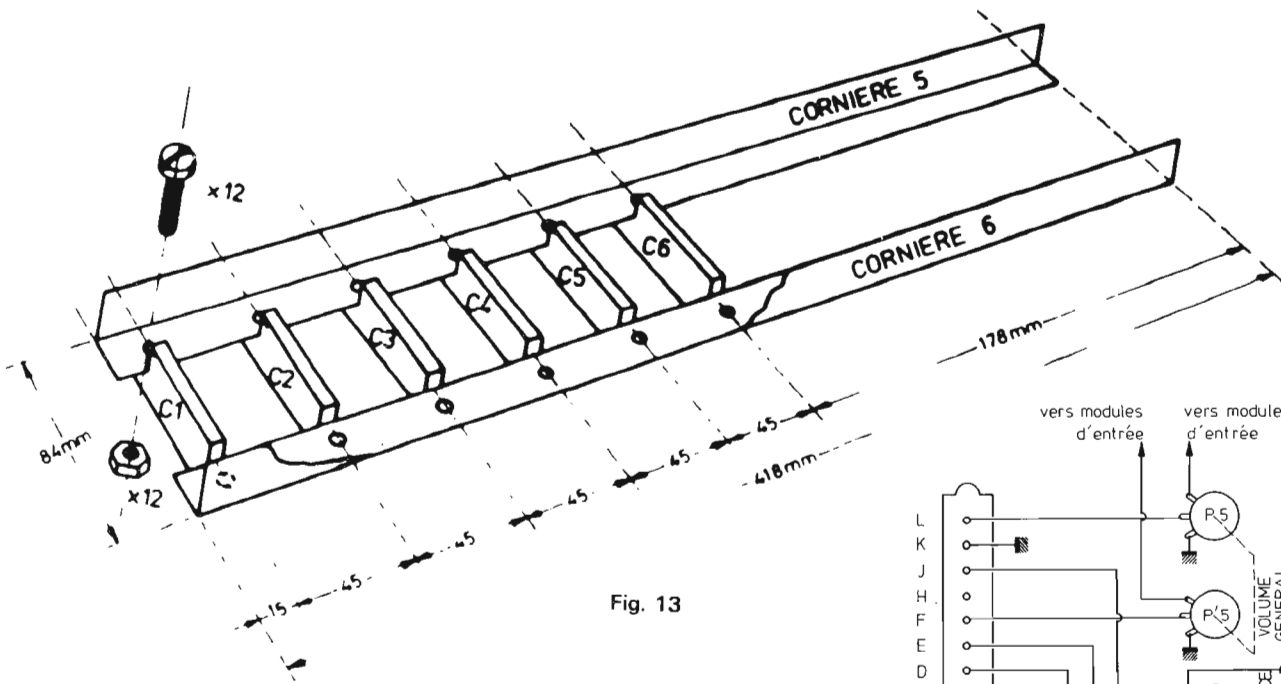 CORNIERE 5
×12
CORNIERE 6
C6
C5
C4
C3
C2
C1
178mm
84mm
×12
418mm
45
45
45
45
45
15
Fig. 13
vers modules
d'entrée
vers module
d'entrée
L
K
J
H
F
E
D
P5
P'5
VOLUME
GENERAL